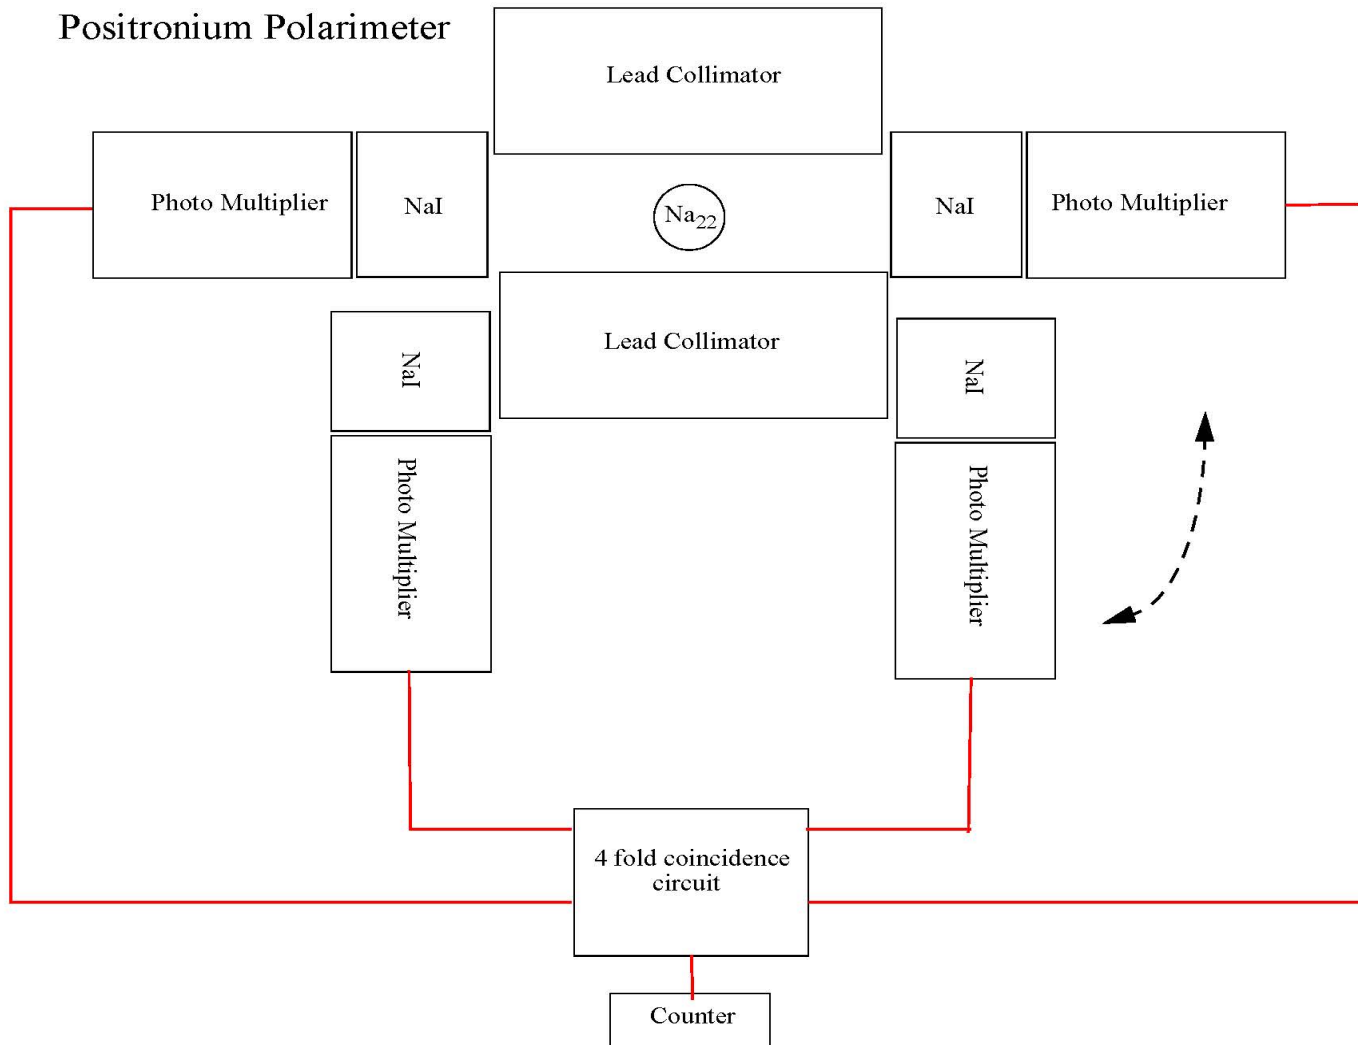 Positronium Polarimeter
Lead Collimator
Photo Multiplier
NaI
Na22
NaI
Photo Multiplier
Lead Collimator
NaI
NaI
Photo Multiplier
Photo Multiplier
4 fold coincidence
circuit
Counter